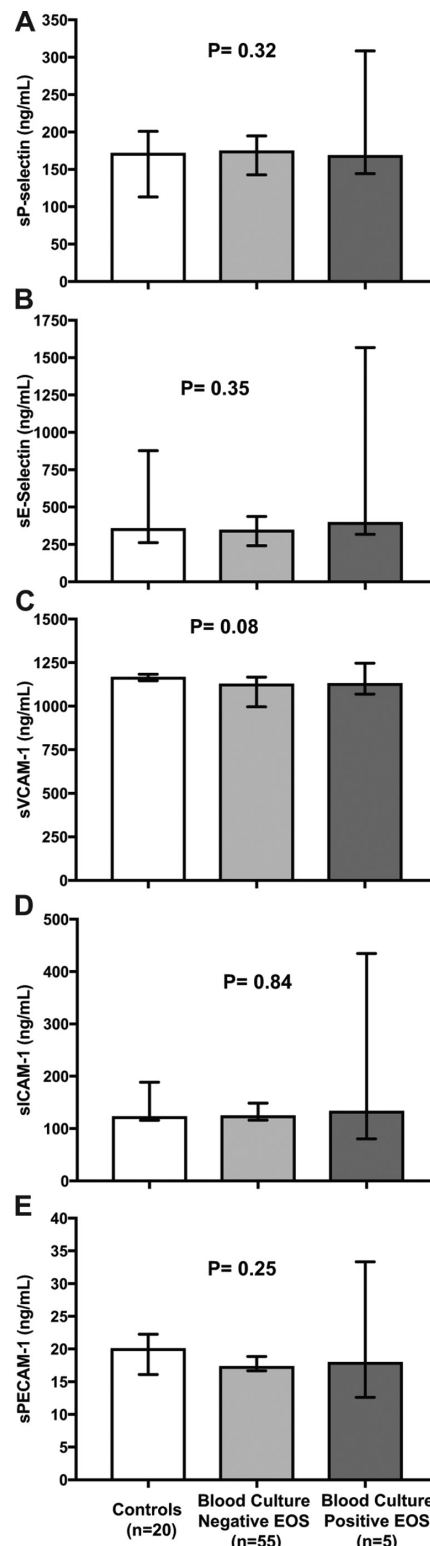 A
P= 0.32
sP-selectin (ng/mL)
350
300
250
200
150
100
50
0
B
P= 0.35
sE-Selectin (ng/mL)
1750
1500
1250
1000
750
500
250
0
C
P= 0.08
sVCAM-1 (ng/mL)
1500
1250
1000
750
500
250
0
D
P= 0.84
sICAM-1 (ng/mL)
500
400
300
200
100
0
E
P= 0.25
sPECAM-1 (ng/mL)
40
35
30
25
20
15
10
5
0
Controls
(n=20)
Blood Culture
Negative EOS
(n=55)
Blood Culture
Positive EOS
(n=5)